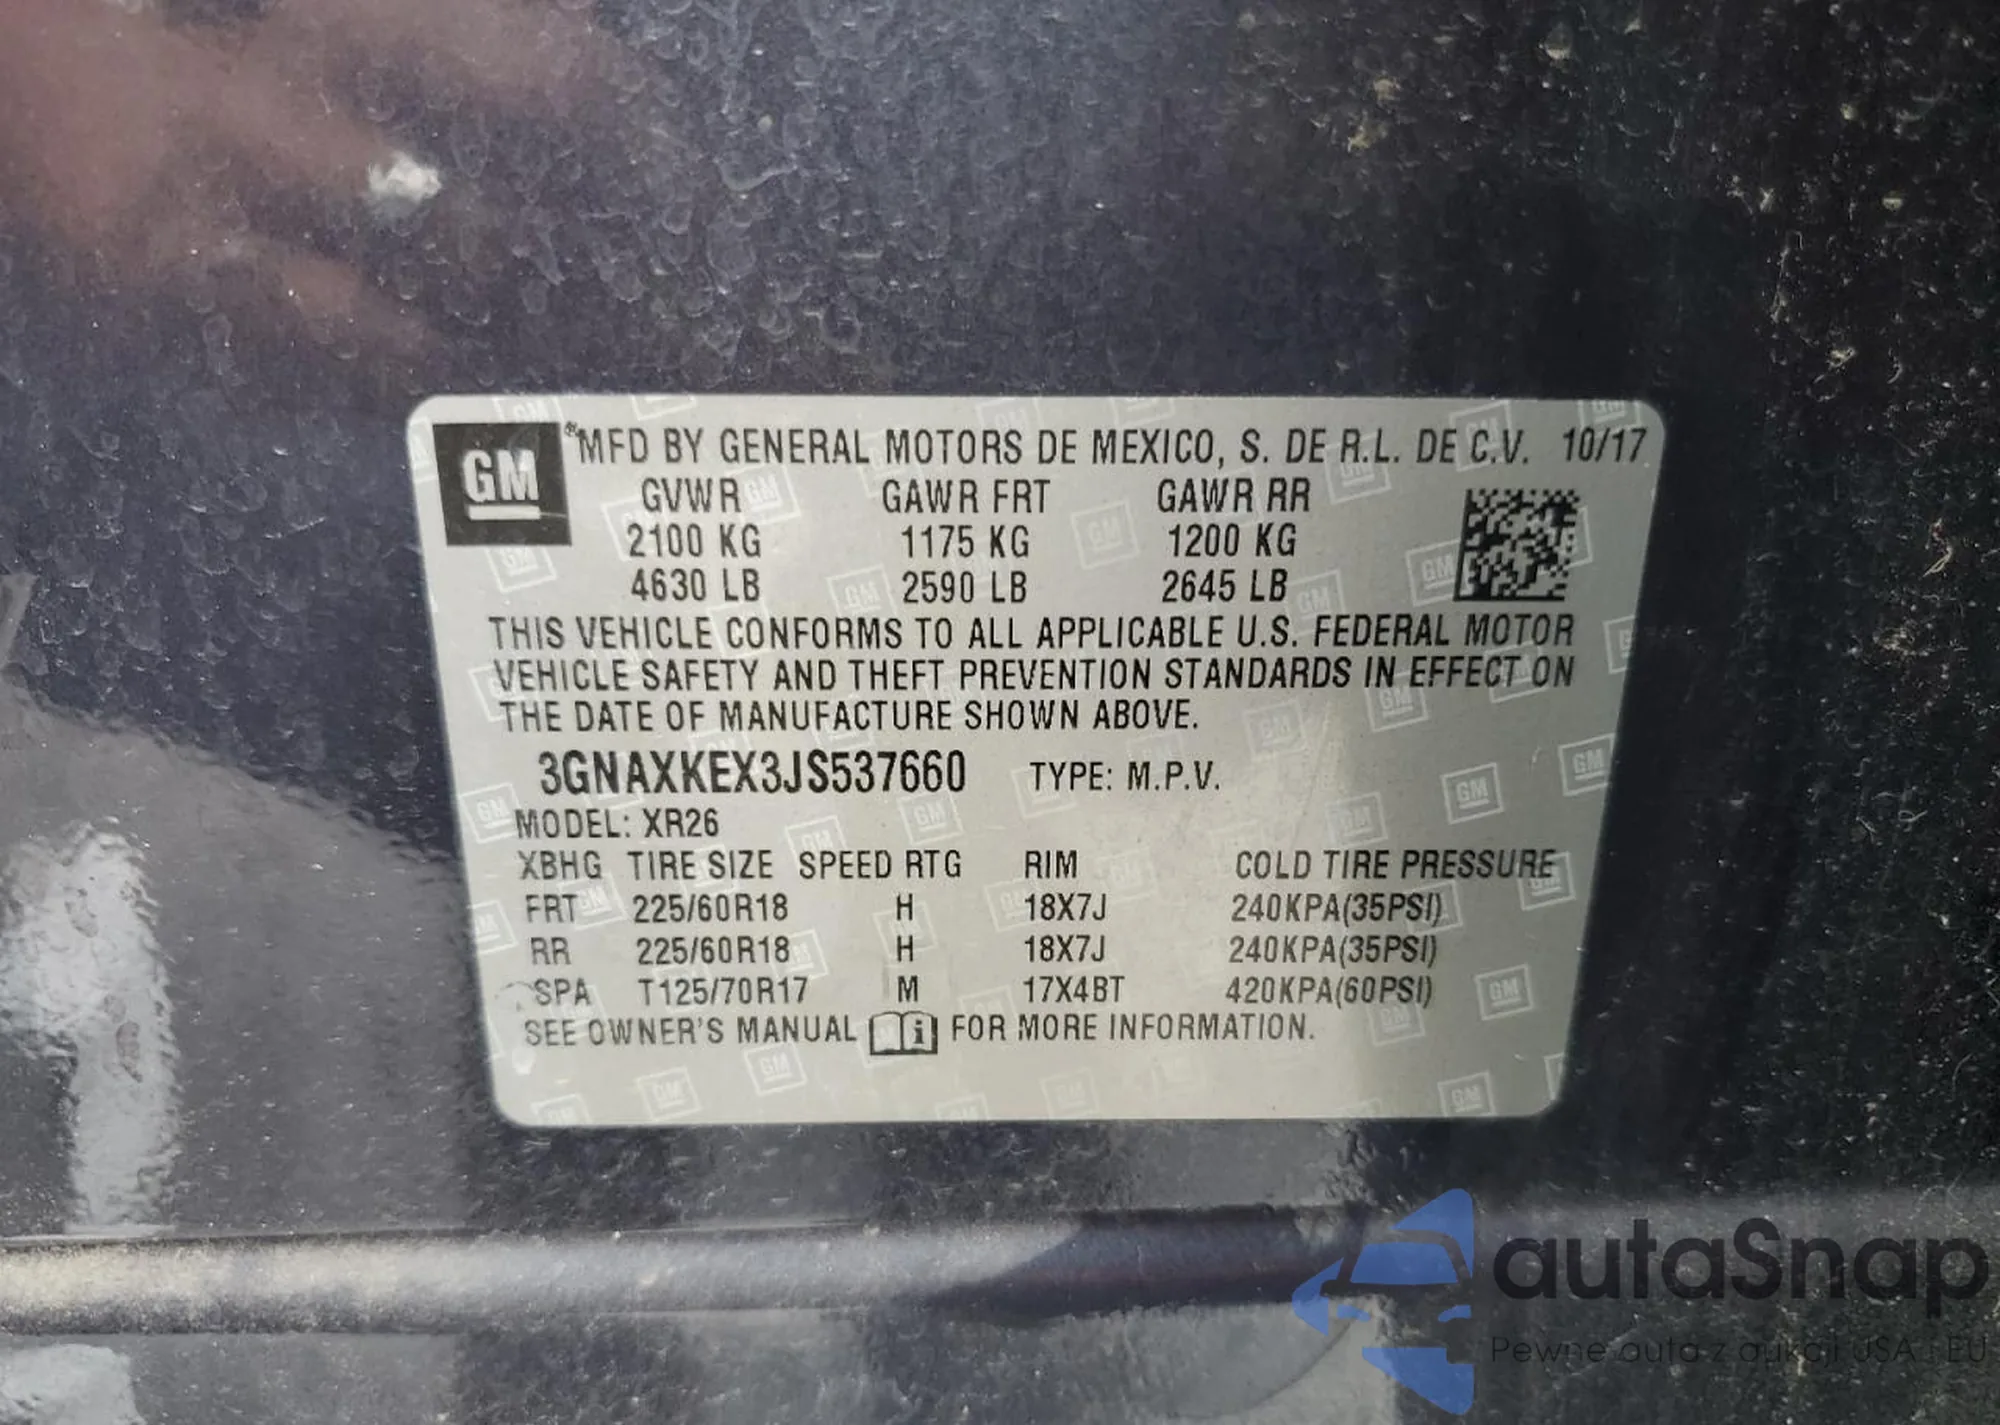 GM
®MFD BY GENERAL MOTORS DE MEXICO, S. DE R.L. DE C.V. 10/17
GVWR GAWR FRT GAWR RR
2100 KG 1175 KG 1200 KG
4630 LB 2590 LB 2645 LB
THIS VEHICLE CONFORMS TO ALL APPLICABLE U.S. FEDERAL MOTOR
VEHICLE SAFETY AND THEFT PREVENTION STANDARDS IN EFFECT ON
THE DATE OF MANUFACTURE SHOWN ABOVE.
3GNAXKEX3JS537660 TYPE: M.P.V.
MODEL: XR26
XBHG TIRE SIZE SPEED RTG RIM COLD TIRE PRESSURE
FRT 225/60R18 H 18X7J 240KPA(35PSI)
RR 225/60R18 H 18X7J 240KPA(35PSI)
SPA T125/70R17 M 17X4BT 420KPA(60PSI)
SEE OWNER'S MANUAL FOR MORE INFORMATION.
autaSnap
Pewne auta z aukcji USA i EU